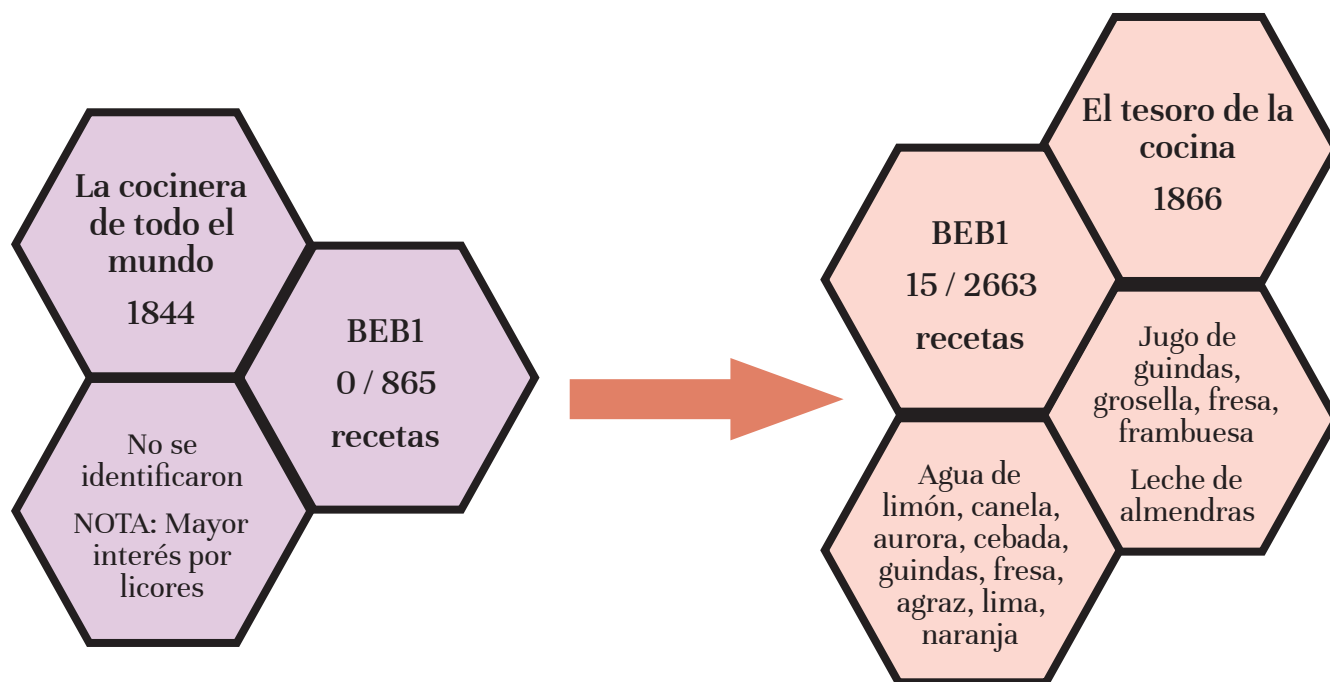 La cocinera
de todo el
mundo
1844
BEB1
0 / 865
recetas
No se
identificaron
NOTA: Mayor
interés por
licores
El tesoro de la
cocina
1866
BEB1
15 / 2663
recetas
Jugo de
guindas,
grosella, fresa,
frambuesa
Leche de
almendras
Agua de
limón, canela,
aurora, cebada,
guindas, fresa,
agraz, lima,
naranja